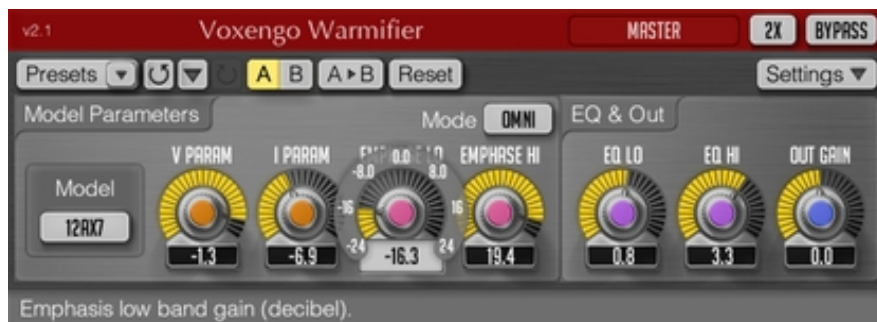 v2.1 Voxengo Warmifier MASTER 2X BYPASS
Presets A B A▸B Reset Settings
Model Parameters Mode OMNI EQ & Out
V PARAM I PARAM EMPHASE HI EQ LO EQ HI OUT GAIN
0.0
-8.0 8.0
Model
-16 16
12AX7
-24 24
-1.3 -6.9 -16.3 19.4 0.8 3.3 0.0
Emphasis low band gain (decibel).